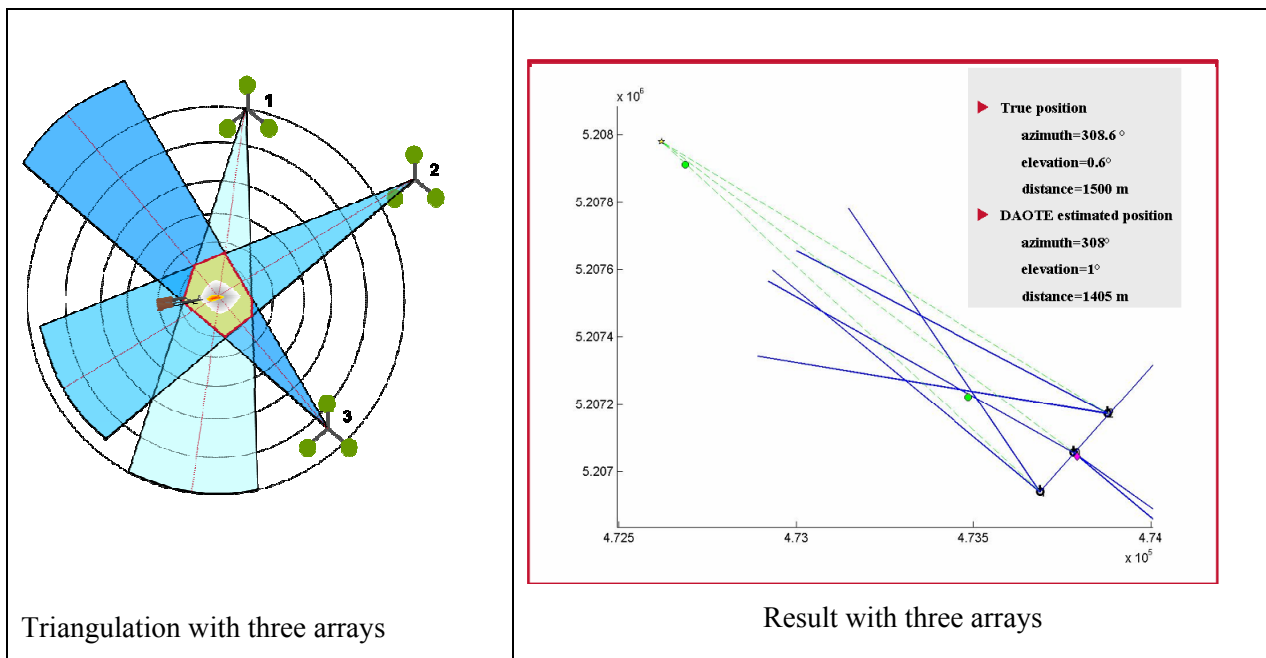 1
2
3
Triangulation with three arrays
x 10⁶
5.208
5.2078
5.2076
5.2074
5.2072
5.207
4.725
4.73
4.735
4.74
x 10⁵
True position
azimuth=308.6 °
elevation=0.6°
distance=1500 m
DAOTE estimated position
azimuth=308°
elevation=1°
distance=1405 m
Result with three arrays